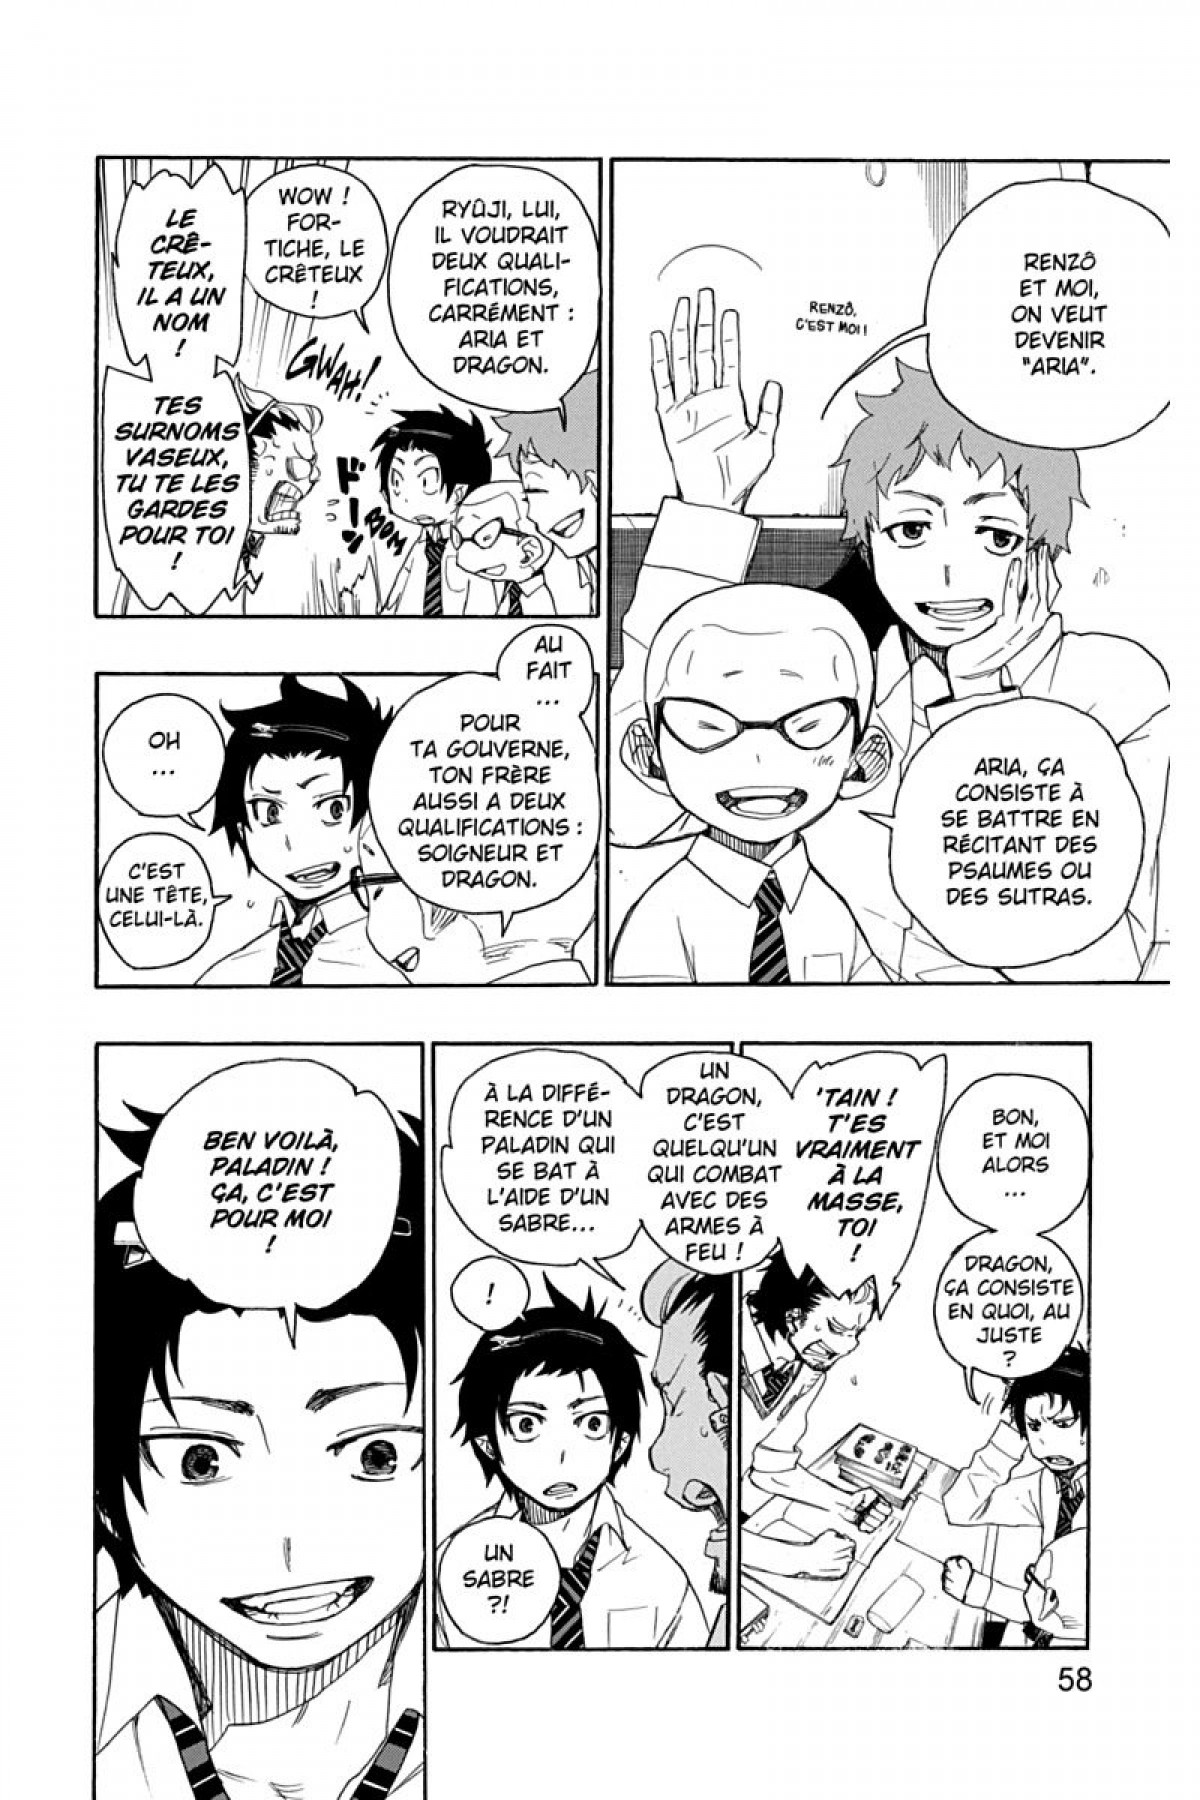 RENZÔ
ET MOI,
ON VEUT
DEVENIR
"ARIA".
RENZÔ,
C'EST MOI !
ARIA, ÇA
CONSISTE À
SE BATTRE EN
RÉCITANT DES
PSAUMES OU
DES SUTRAS.
RYÛJI, LUI,
IL VOUDRAIT
DEUX QUALI-
FICATIONS,
CARRÉMENT :
ARIA ET
DRAGON.
WOW !
FOR-
TICHE, LE
CRÊTEUX
!
GWAH!
ドーン
BOM
LE
CRÊ-
TEUX,
IL A UN
NOM
!
TES
SURNOMS
VASEUX,
TU TE LES
GARDES
POUR TOI
!
AU
FAIT
...
POUR
TA GOUVERNE,
TON FRÈRE
AUSSI A DEUX
QUALIFICATIONS :
SOIGNEUR ET
DRAGON.
OH
...
C'EST
UNE TÊTE,
CELUI-LÀ.
BON,
ET MOI
ALORS
...
DRAGON,
ÇA CONSISTE
EN QUOI, AU
JUSTE
?
'TAIN !
T'ES
VRAIMENT
À LA
MASSE,
TOI
!
UN
DRAGON,
C'EST
QUELQU'UN
QUI COMBAT
AVEC DES
ARMES À
FEU !
À LA DIFFÉ-
RENCE D'UN
PALADIN QUI
SE BAT À
L'AIDE D'UN
SABRE...
!
UN
SABRE
?!
BEN VOILÀ,
PALADIN !
ÇA, C'EST
POUR MOI
!
58